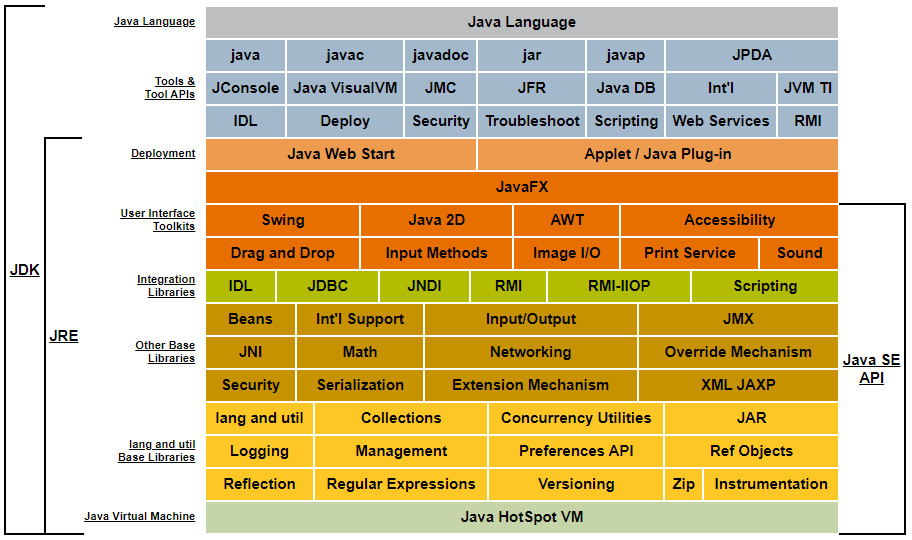 Java Language Java Language
java javac javadoc jar javap JPDA
Tools &
Tool APIs
JConsole Java VisualVM JMC JFR Java DB Int'l JVM TI
IDL Deploy Security Troubleshoot Scripting Web Services RMI
Deployment Java Web Start Applet / Java Plug-in
JavaFX
User Interface
Toolkits
Swing Java 2D AWT Accessibility
Drag and Drop Input Methods Image I/O Print Service Sound
JDK
Integration
Libraries
IDL JDBC JNDI RMI RMI-IIOP Scripting
Beans Int'l Support Input/Output JMX
JRE
Other Base
Libraries
JNI Math Networking Override Mechanism
Java SE
API
Security Serialization Extension Mechanism XML JAXP
lang and util Collections Concurrency Utilities JAR
lang and util
Base Libraries
Logging Management Preferences API Ref Objects
Reflection Regular Expressions Versioning Zip Instrumentation
Java Virtual Machine Java HotSpot VM